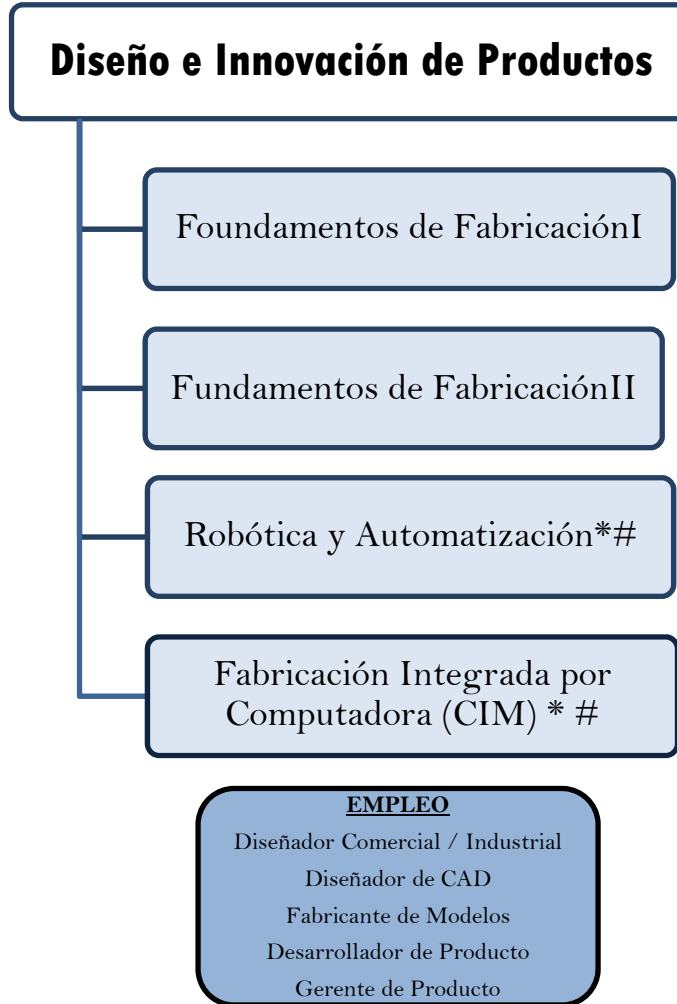 Diseño e Innovación de Productos
Foundamentos de FabricaciónI
Fundamentos de FabricaciónII
Robótica y Automatización*#
Fabricación Integrada por
Computadora (CIM) * #
EMPLEO
Diseñador Comercial / Industrial
Diseñador de CAD
Fabricante de Modelos
Desarrollador de Producto
Gerente de Producto